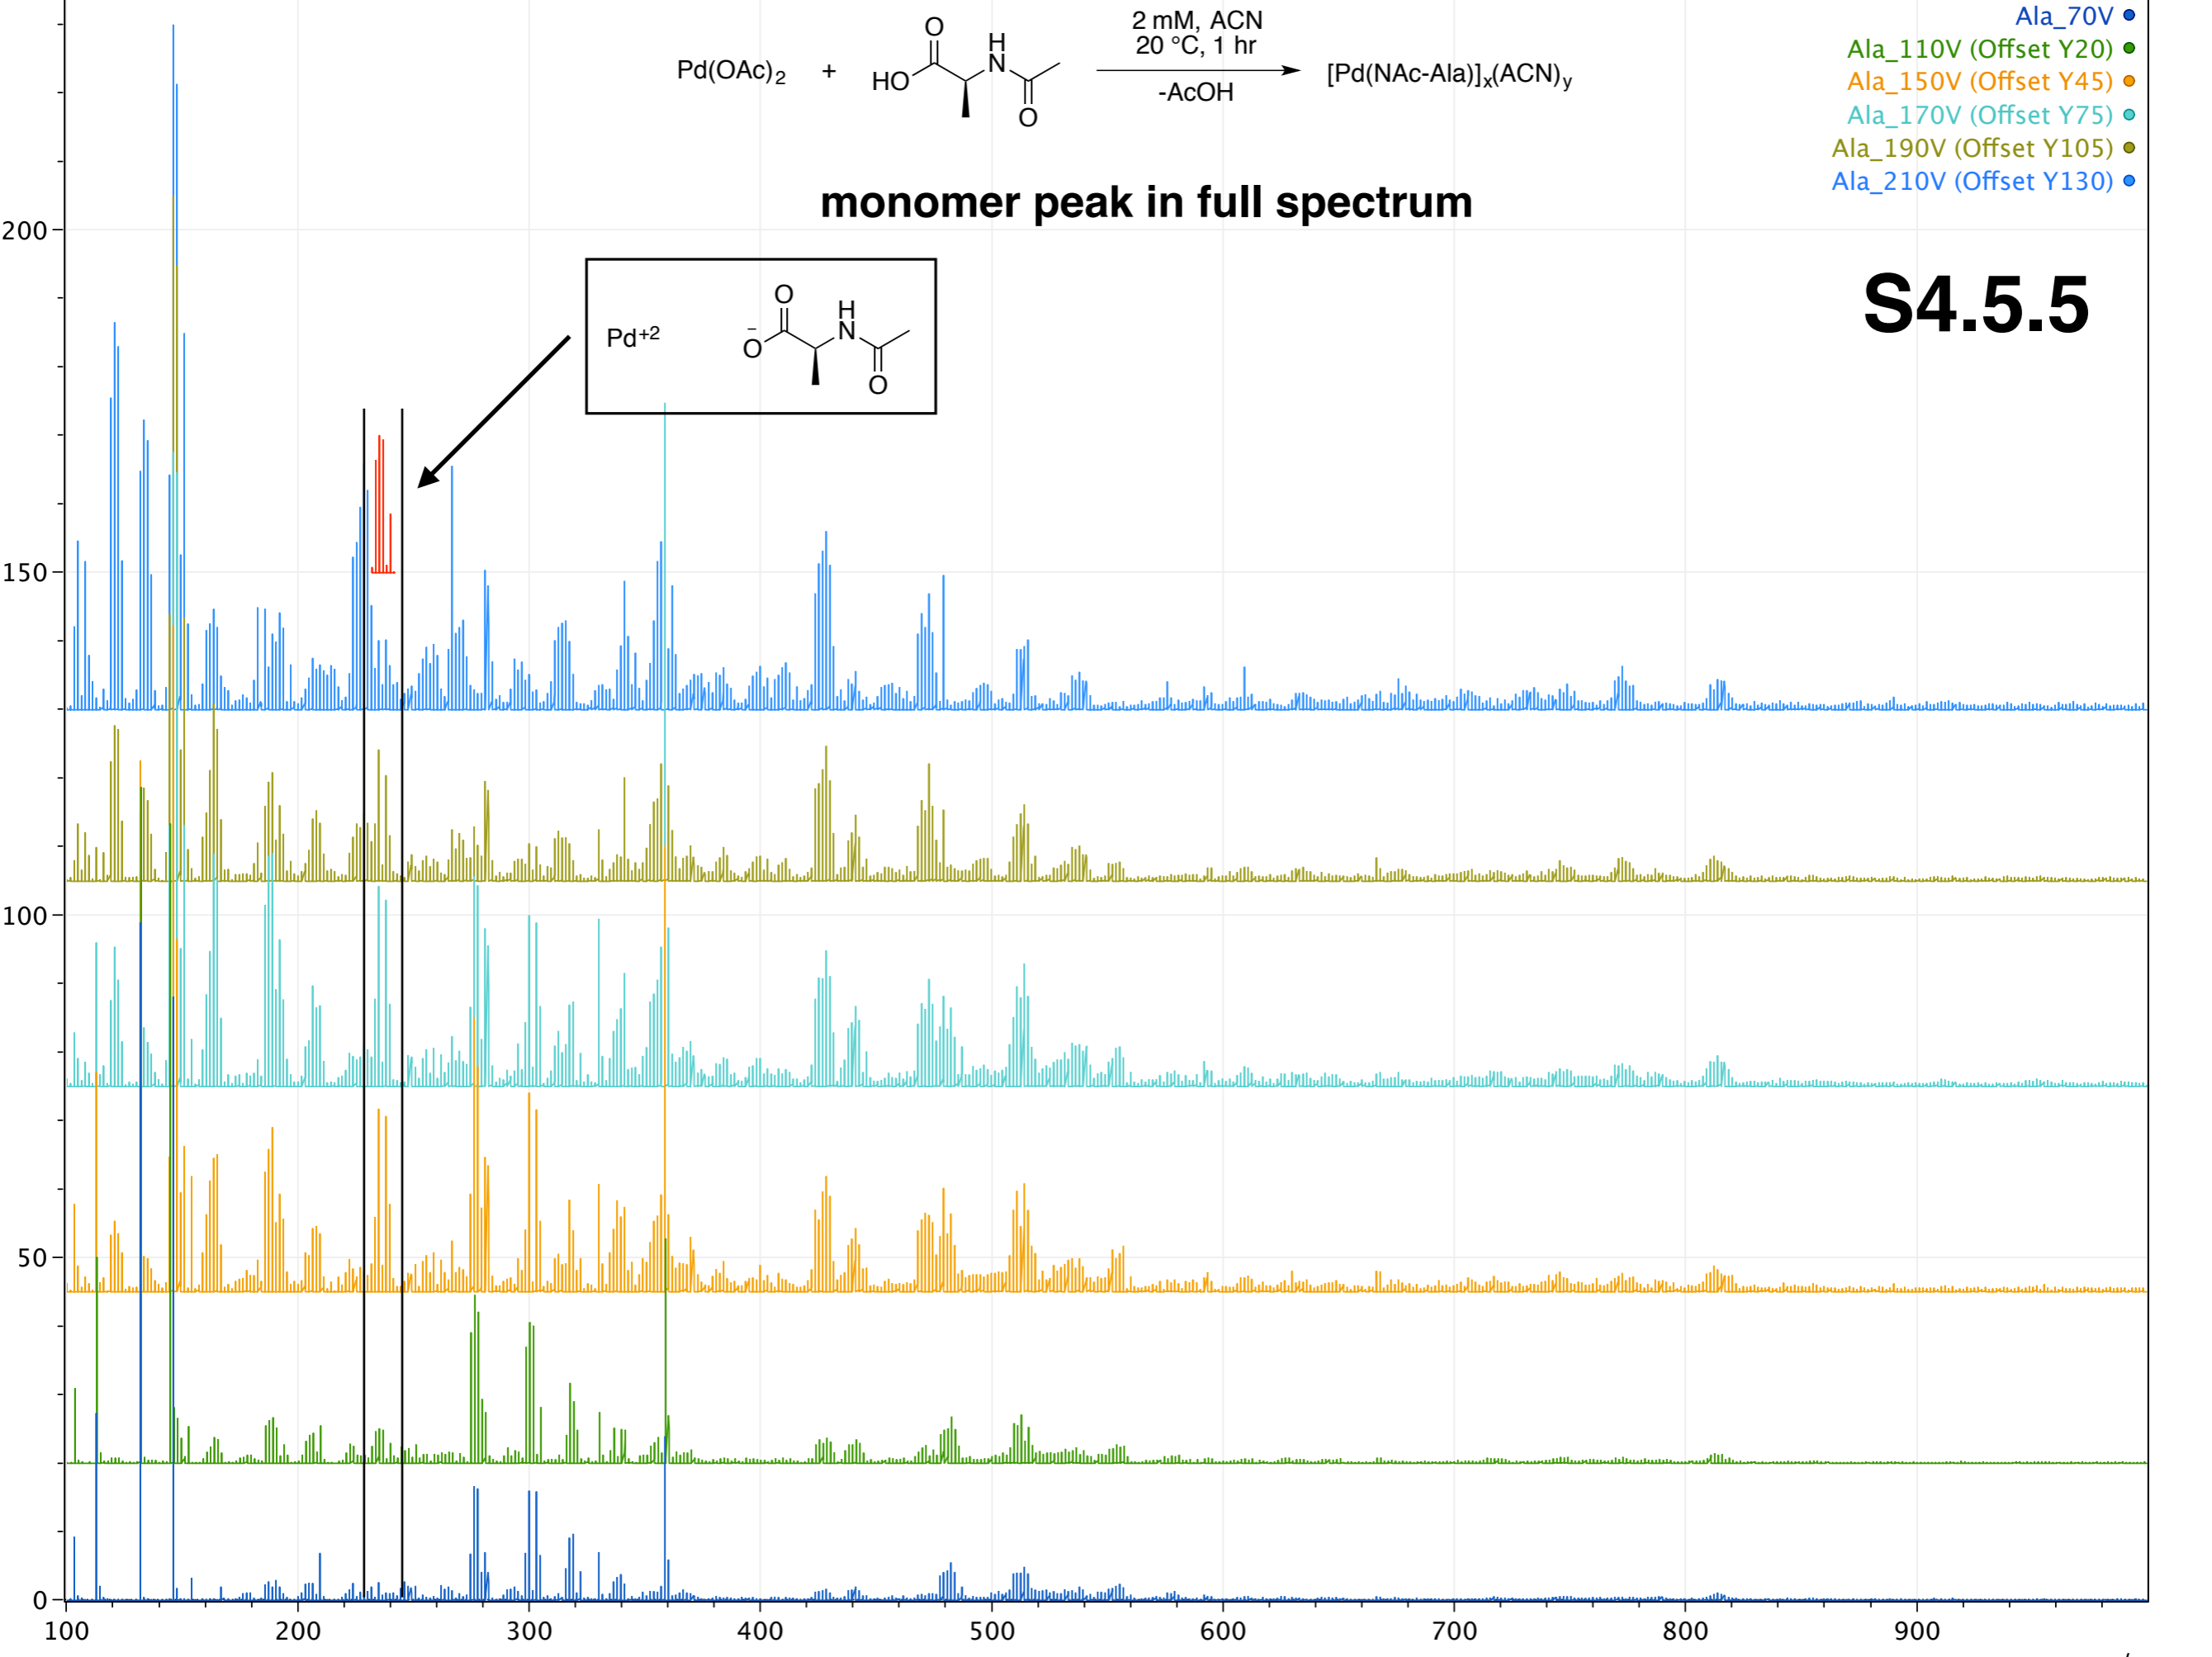 Pd(OAc)2 + HO O H N O 2 mM, ACN
20 °C, 1 hr
-AcOH
[Pd(NAc-Ala)]x(ACN)y
Ala_70V
Ala_110V (Offset Y20)
Ala_150V (Offset Y45)
Ala_170V (Offset Y75)
Ala_190V (Offset Y105)
Ala_210V (Offset Y130)
monomer peak in full spectrum
S4.5.5
Pd+2 -O O H N O
200
150
100
50
0
100 200 300 400 500 600 700 800 900